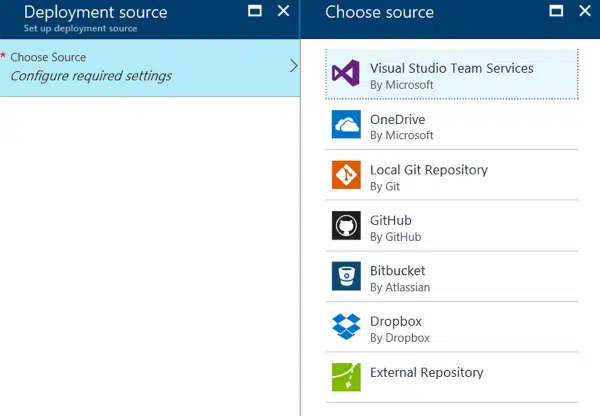 Deployment source
Set up deployment source
* Choose Source
Configure required settings
Choose source
Visual Studio Team Services
By Microsoft
OneDrive
By Microsoft
Local Git Repository
By Git
GitHub
By GitHub
Bitbucket
By Atlassian
Dropbox
By Dropbox
External Repository